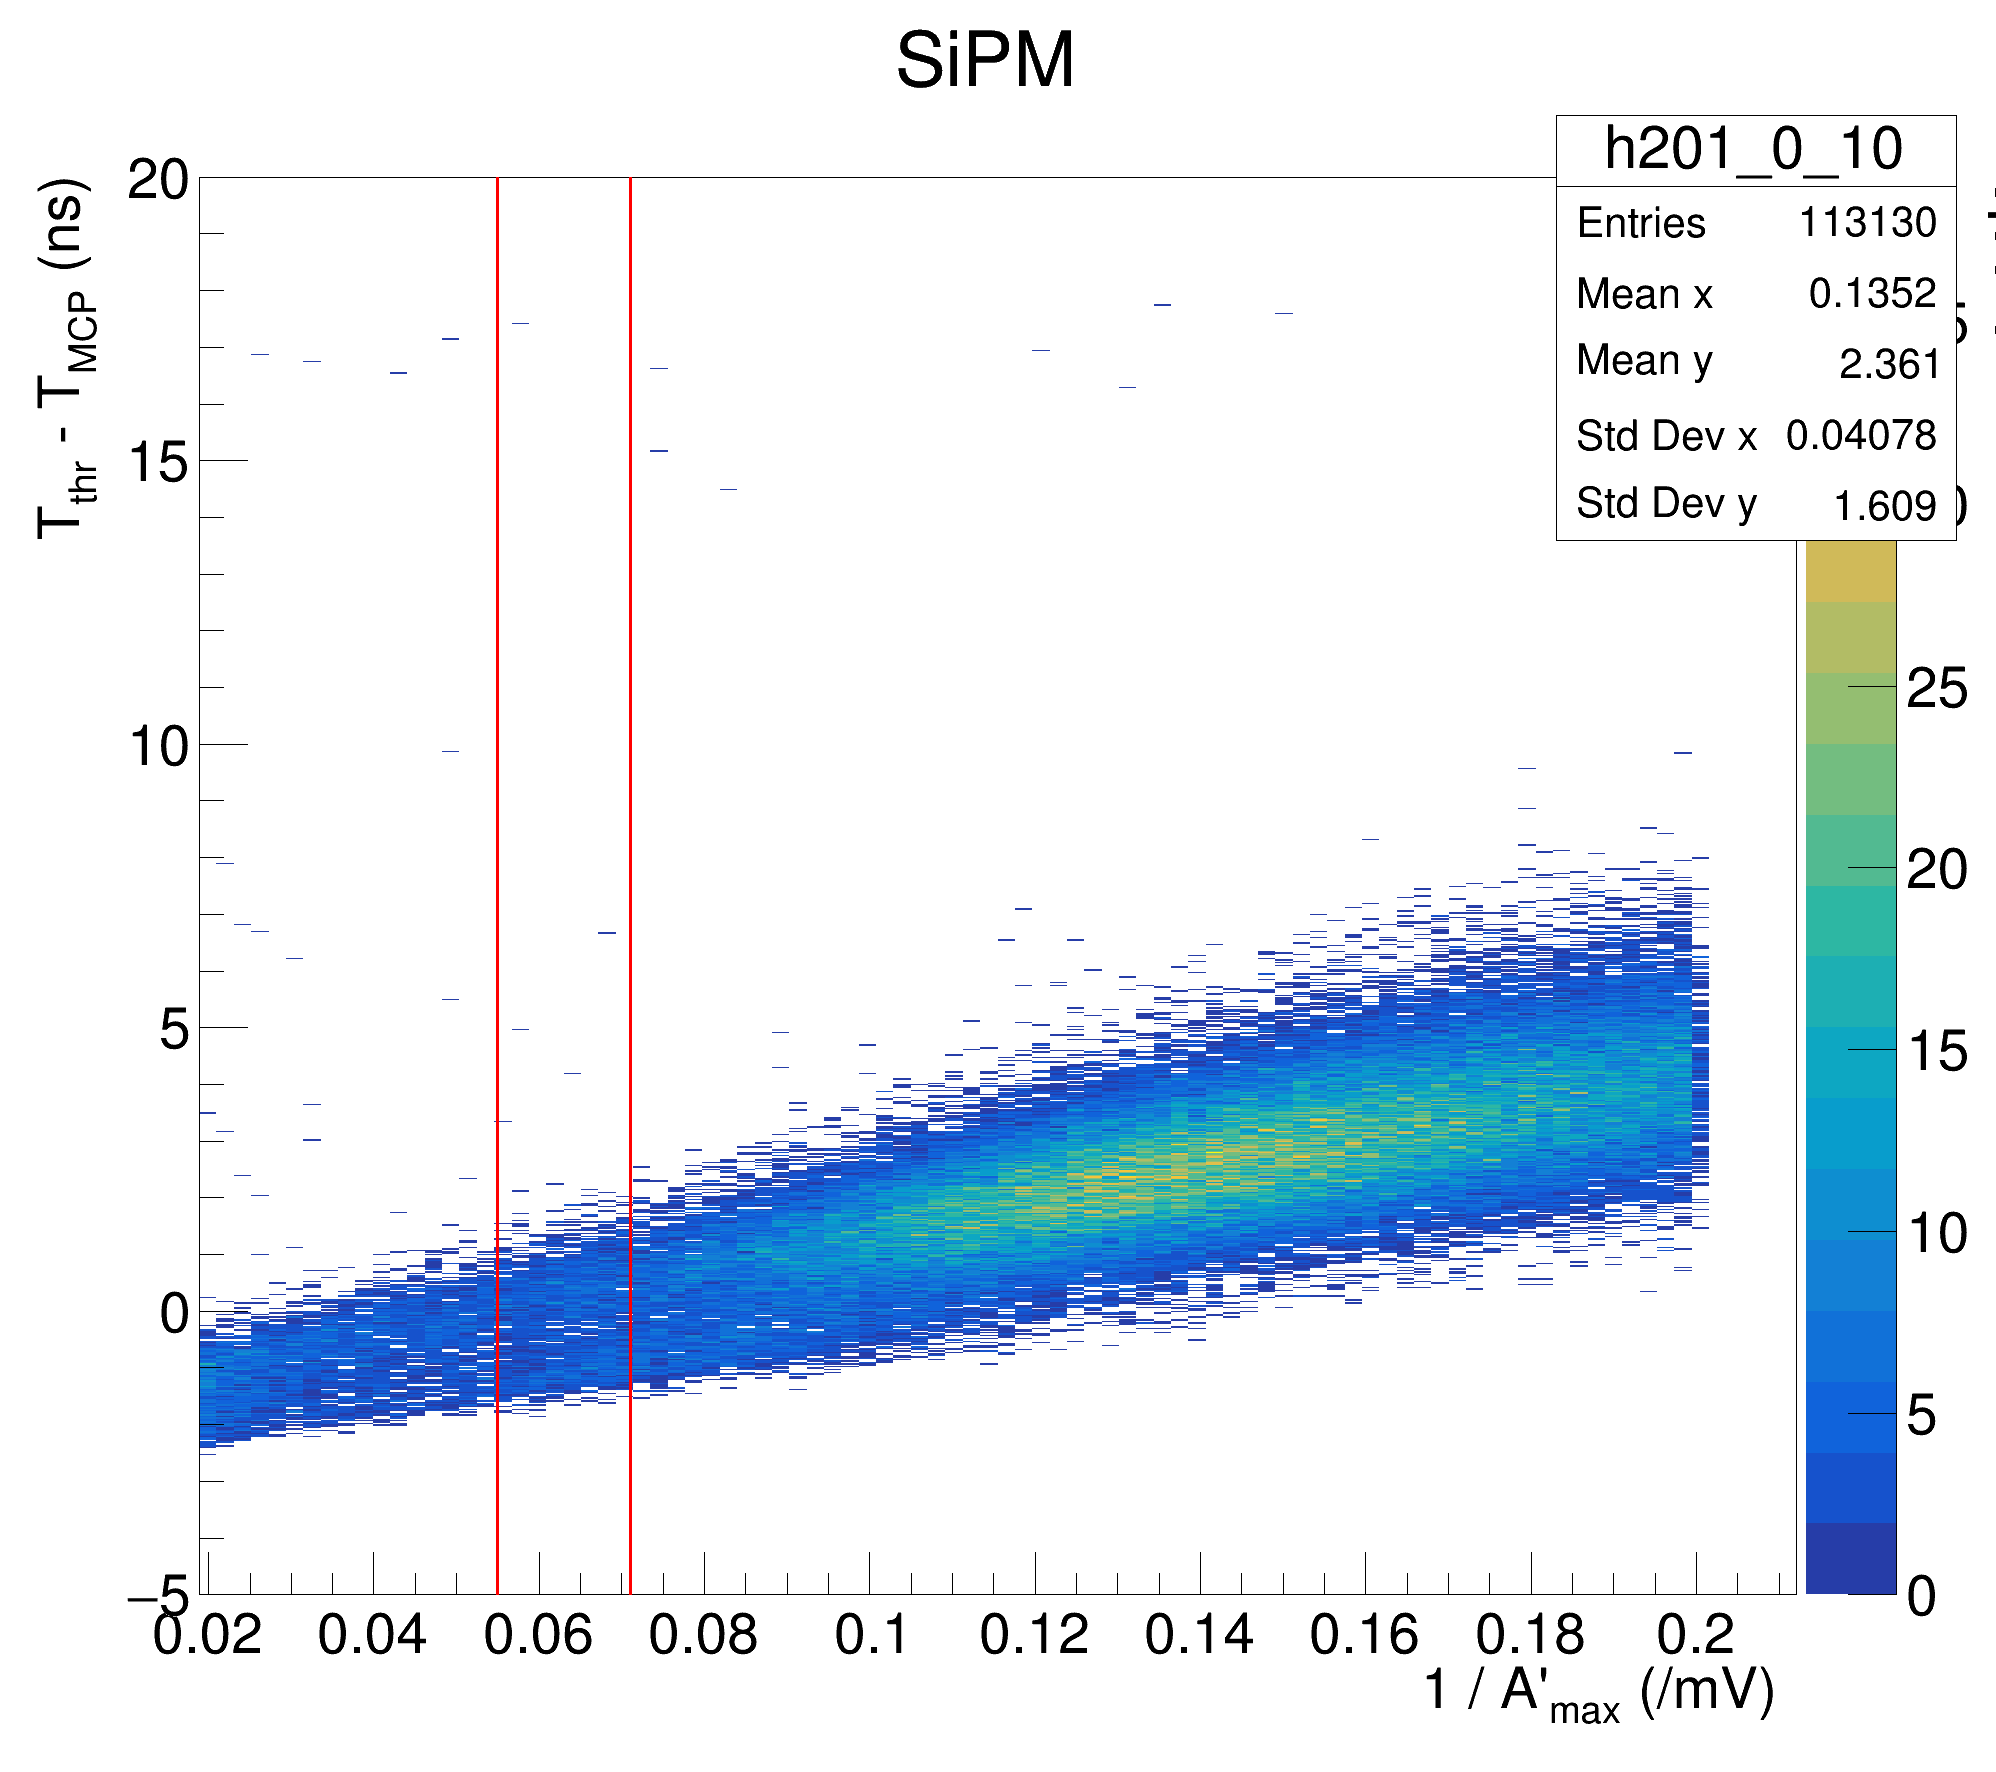 SiPM
h201_0_10
Entries 113130
Mean x 0.1352
Mean y 2.361
Std Dev x 0.04078
Std Dev y 1.609
T_thr - T_MCP (ns)
20
15
10
5
0
−5
0.02 0.04 0.06 0.08 0.1 0.12 0.14 0.16 0.18 0.2
1 / A'_max (/mV)
25
20
15
10
5
0